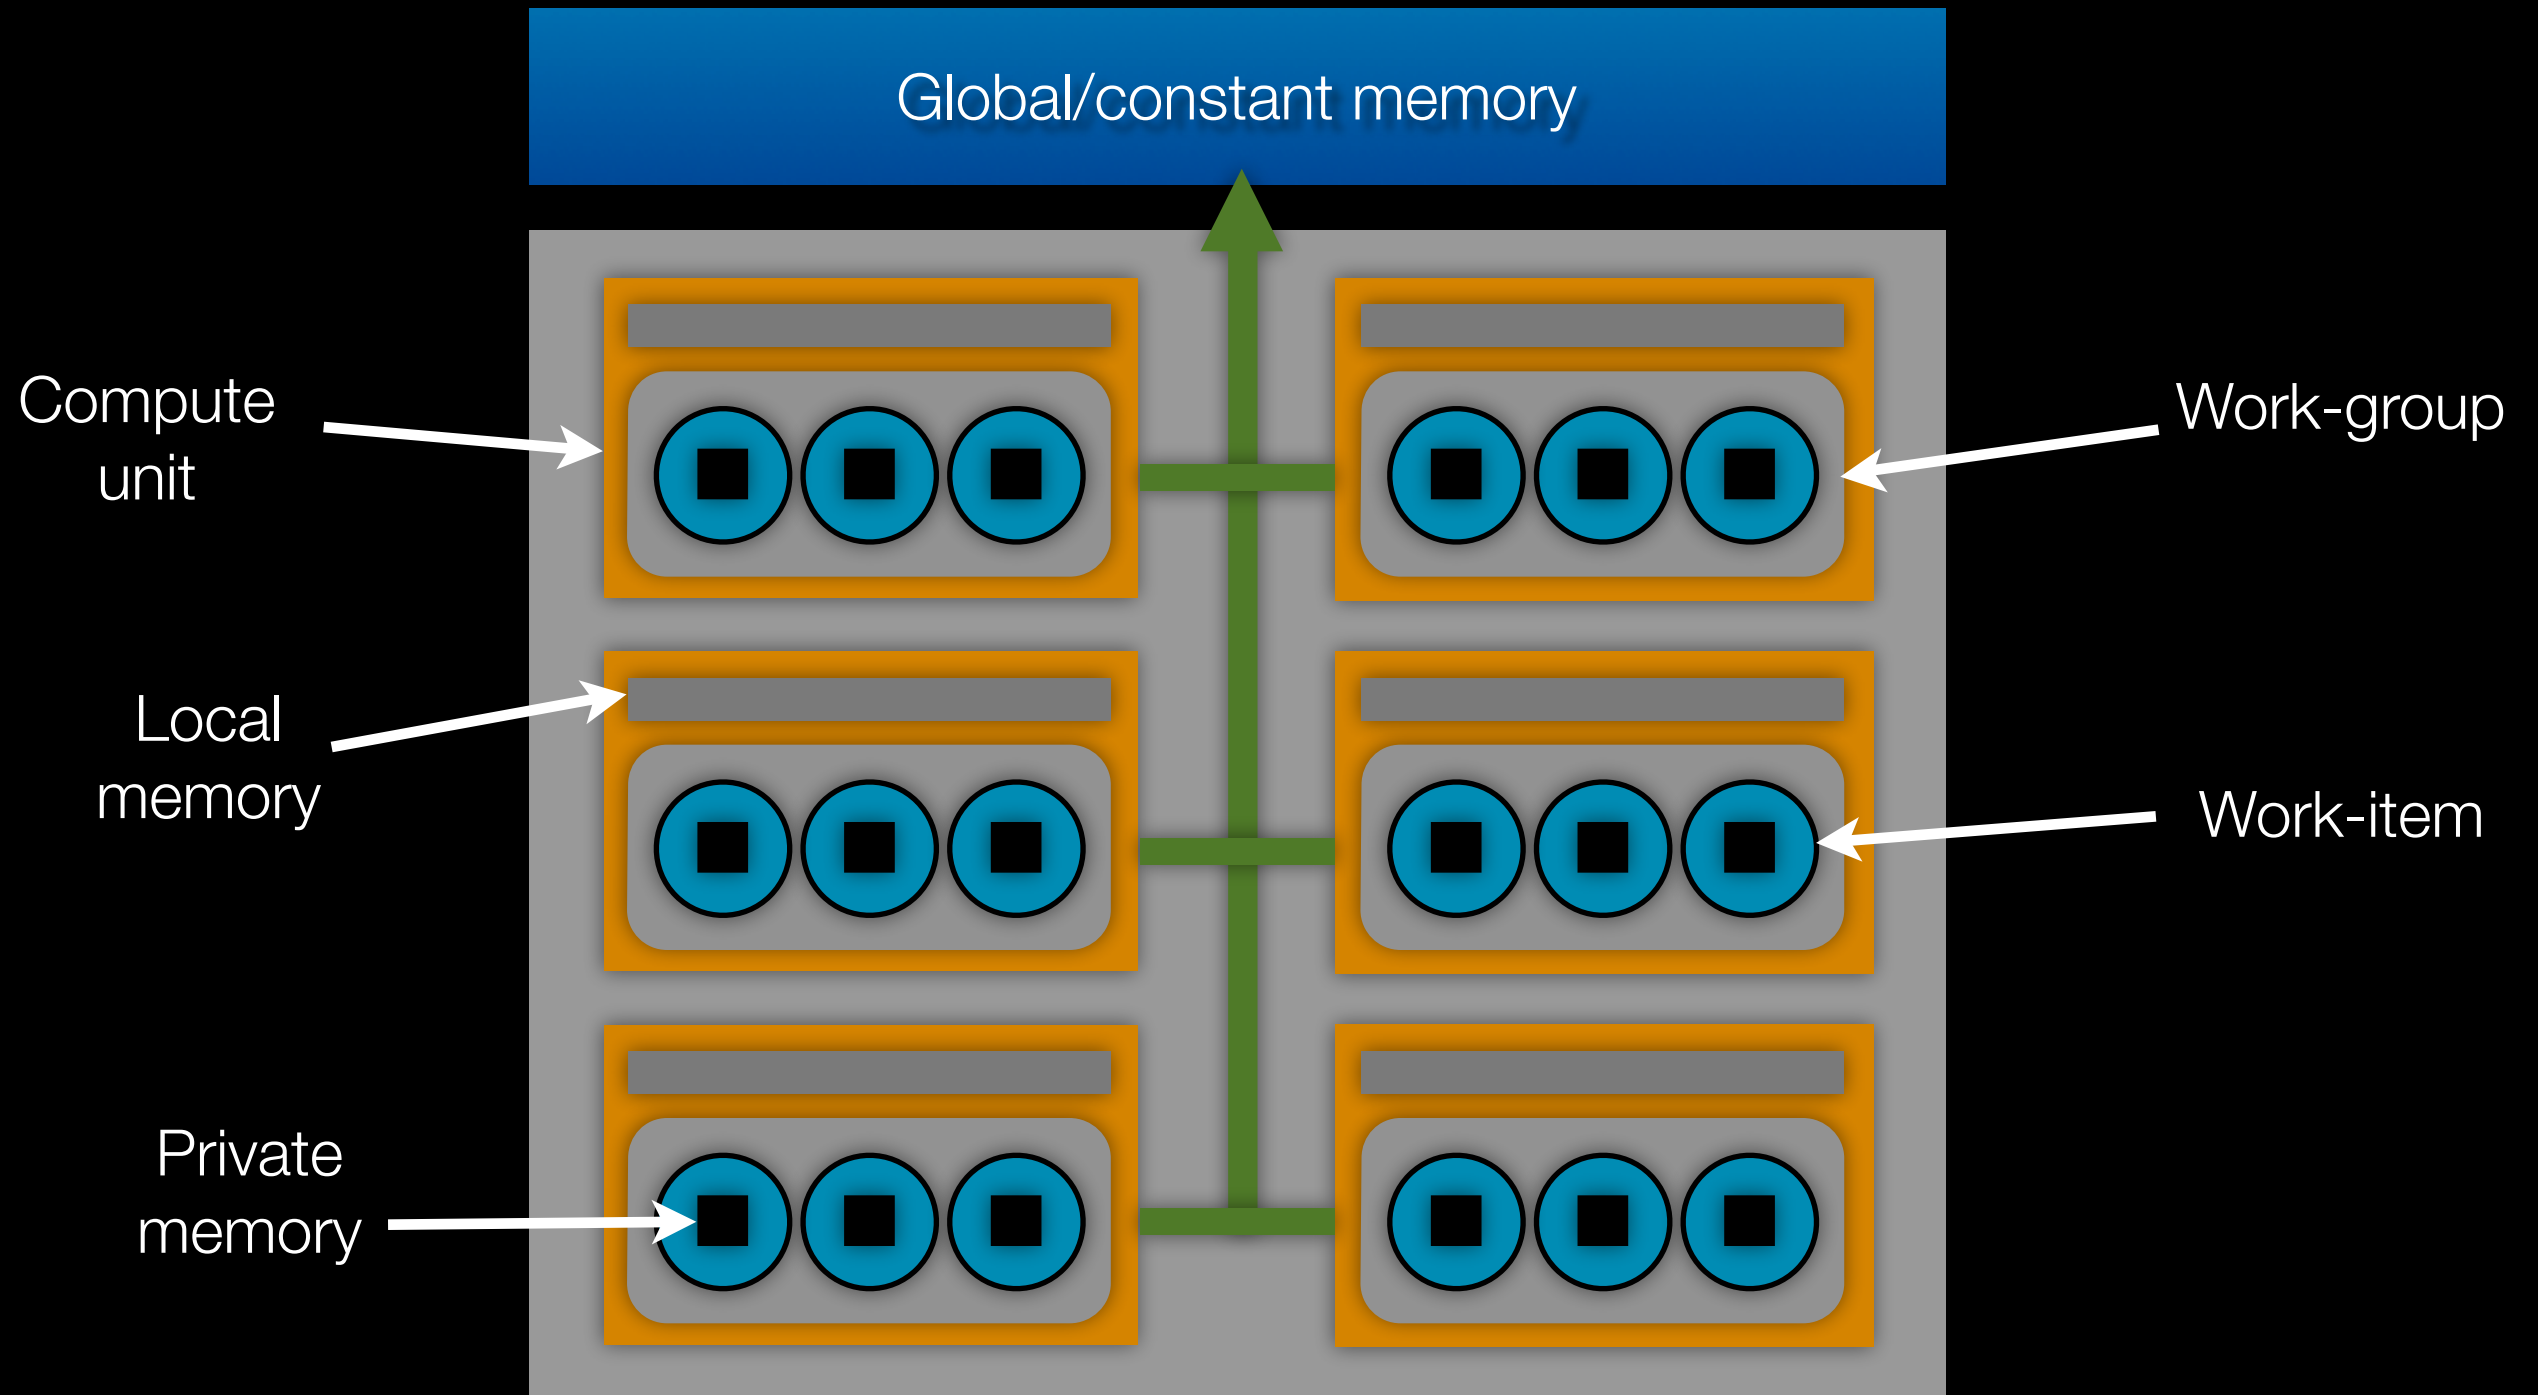 Global/constant memory
Compute
unit
Work-group
Local
memory
Work-item
Private
memory